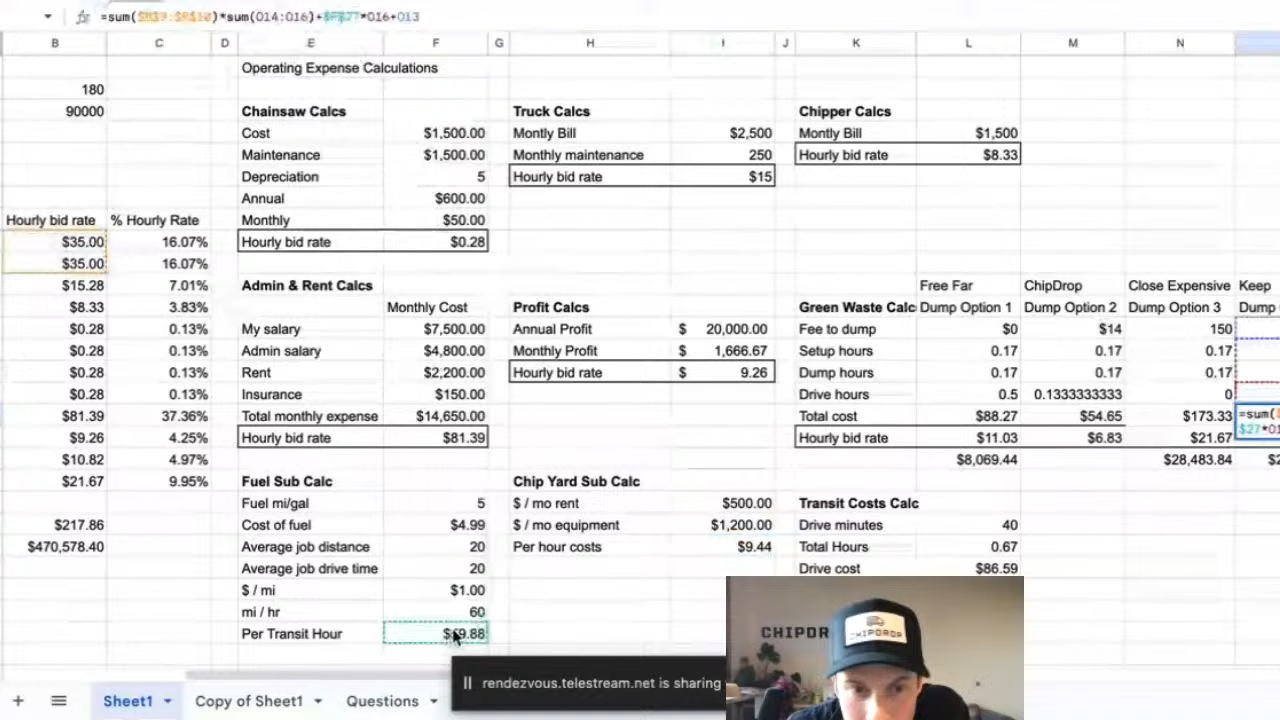 =sum($B$9:$B$10)*sum(O14:O16)+$F$27*O16+O13
B C D E F G H I J K L M N
Operating Expense Calculations
180
90000 Chainsaw Calcs Truck Calcs Chipper Calcs
Cost $1,500.00 Montly Bill $2,500 Montly Bill $1,500
Maintenance $1,500.00 Monthly maintenance 250 Hourly bid rate $8.33
Depreciation 5 Hourly bid rate $15
Annual $600.00
Hourly bid rate % Hourly Rate Monthly $50.00
$35.00 16.07% Hourly bid rate $0.28
$35.00 16.07%
$15.28 7.01% Admin & Rent Calcs Free Far ChipDrop Close Expensive Keep
$8.33 3.83% Monthly Cost Profit Calcs Green Waste Calc Dump Option 1 Dump Option 2 Dump Option 3 Dump
$0.28 0.13% My salary $7,500.00 Annual Profit $ 20,000.00 Fee to dump $0 $14 150
$0.28 0.13% Admin salary $4,800.00 Monthly Profit $ 1,666.67 Setup hours 0.17 0.17 0.17
$0.28 0.13% Rent $2,200.00 Hourly bid rate $ 9.26 Dump hours 0.17 0.17 0.17
$0.28 0.13% Insurance $150.00 Drive hours 0.5 0.1333333333 0
$81.39 37.36% Total monthly expense $14,650.00 Total cost $88.27 $54.65 $173.33 =sum(
$9.26 4.25% Hourly bid rate $81.39 Hourly bid rate $11.03 $6.83 $21.67 $27*O1
$10.82 4.97% $8,069.44 $28,483.84
$21.67 9.95% Fuel Sub Calc Chip Yard Sub Calc
Fuel mi/gal 5 $ / mo rent $500.00 Transit Costs Calc
$217.86 Cost of fuel $4.99 $ / mo equipment $1,200.00 Drive minutes 40
$470,578.40 Average job distance 20 Per hour costs $9.44 Total Hours 0.67
Average job drive time 20 Drive cost $86.59
$ / mi $1.00
mi / hr 60
Per Transit Hour
CHIPDR
CHIPDROP
rendezvous.telestream.net is sharing
Sheet1 Copy of Sheet1 Questions